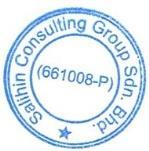 Salihin Consulting Group Sdn. Bhd.
(661008-P)